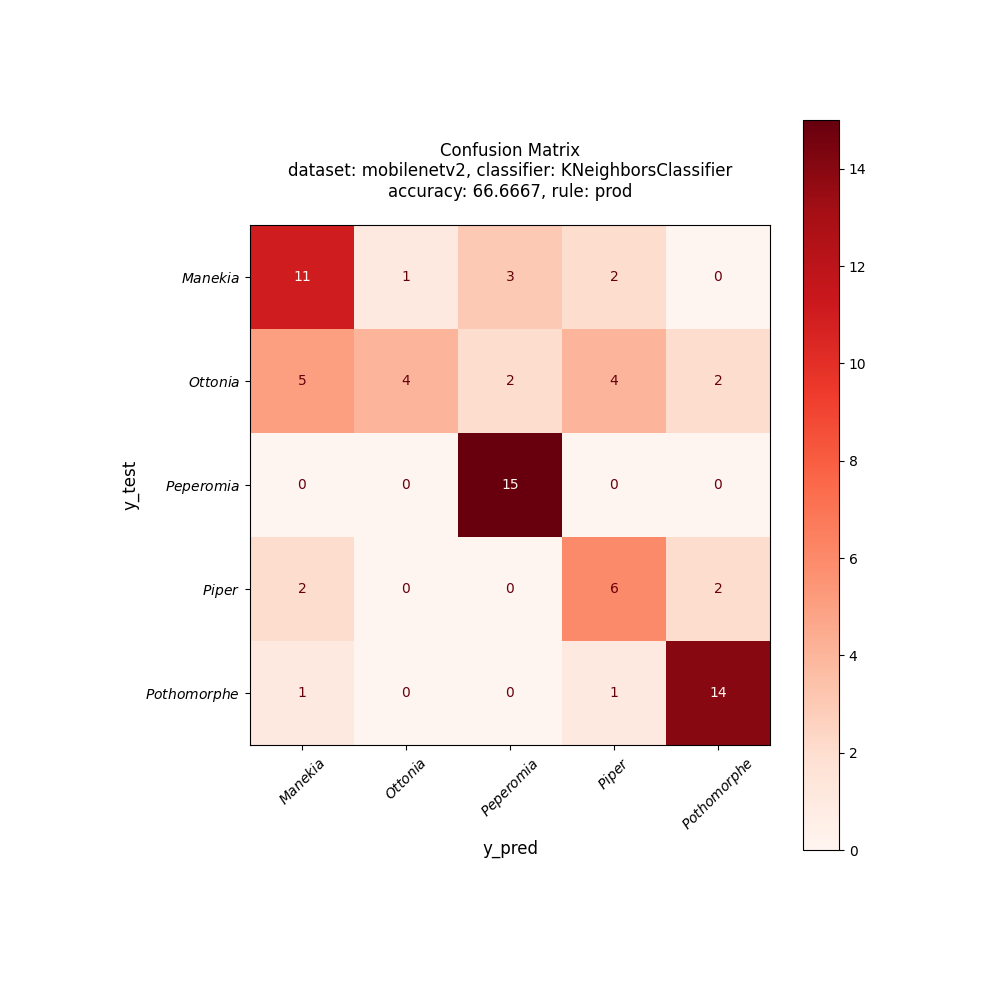 Confusion Matrix
dataset: mobilenetv2, classifier: KNeighborsClassifier
accuracy: 66.6667, rule: prod
Manekia 11 1 3 2 0
Ottonia 5 4 2 4 2
Peperomia 0 0 15 0 0
Piper 2 0 0 6 2
Pothomorphe 1 0 0 1 14
Manekia Ottonia Peperomia Piper Pothomorphe
y_pred
y_test
14
12
10
8
6
4
2
0